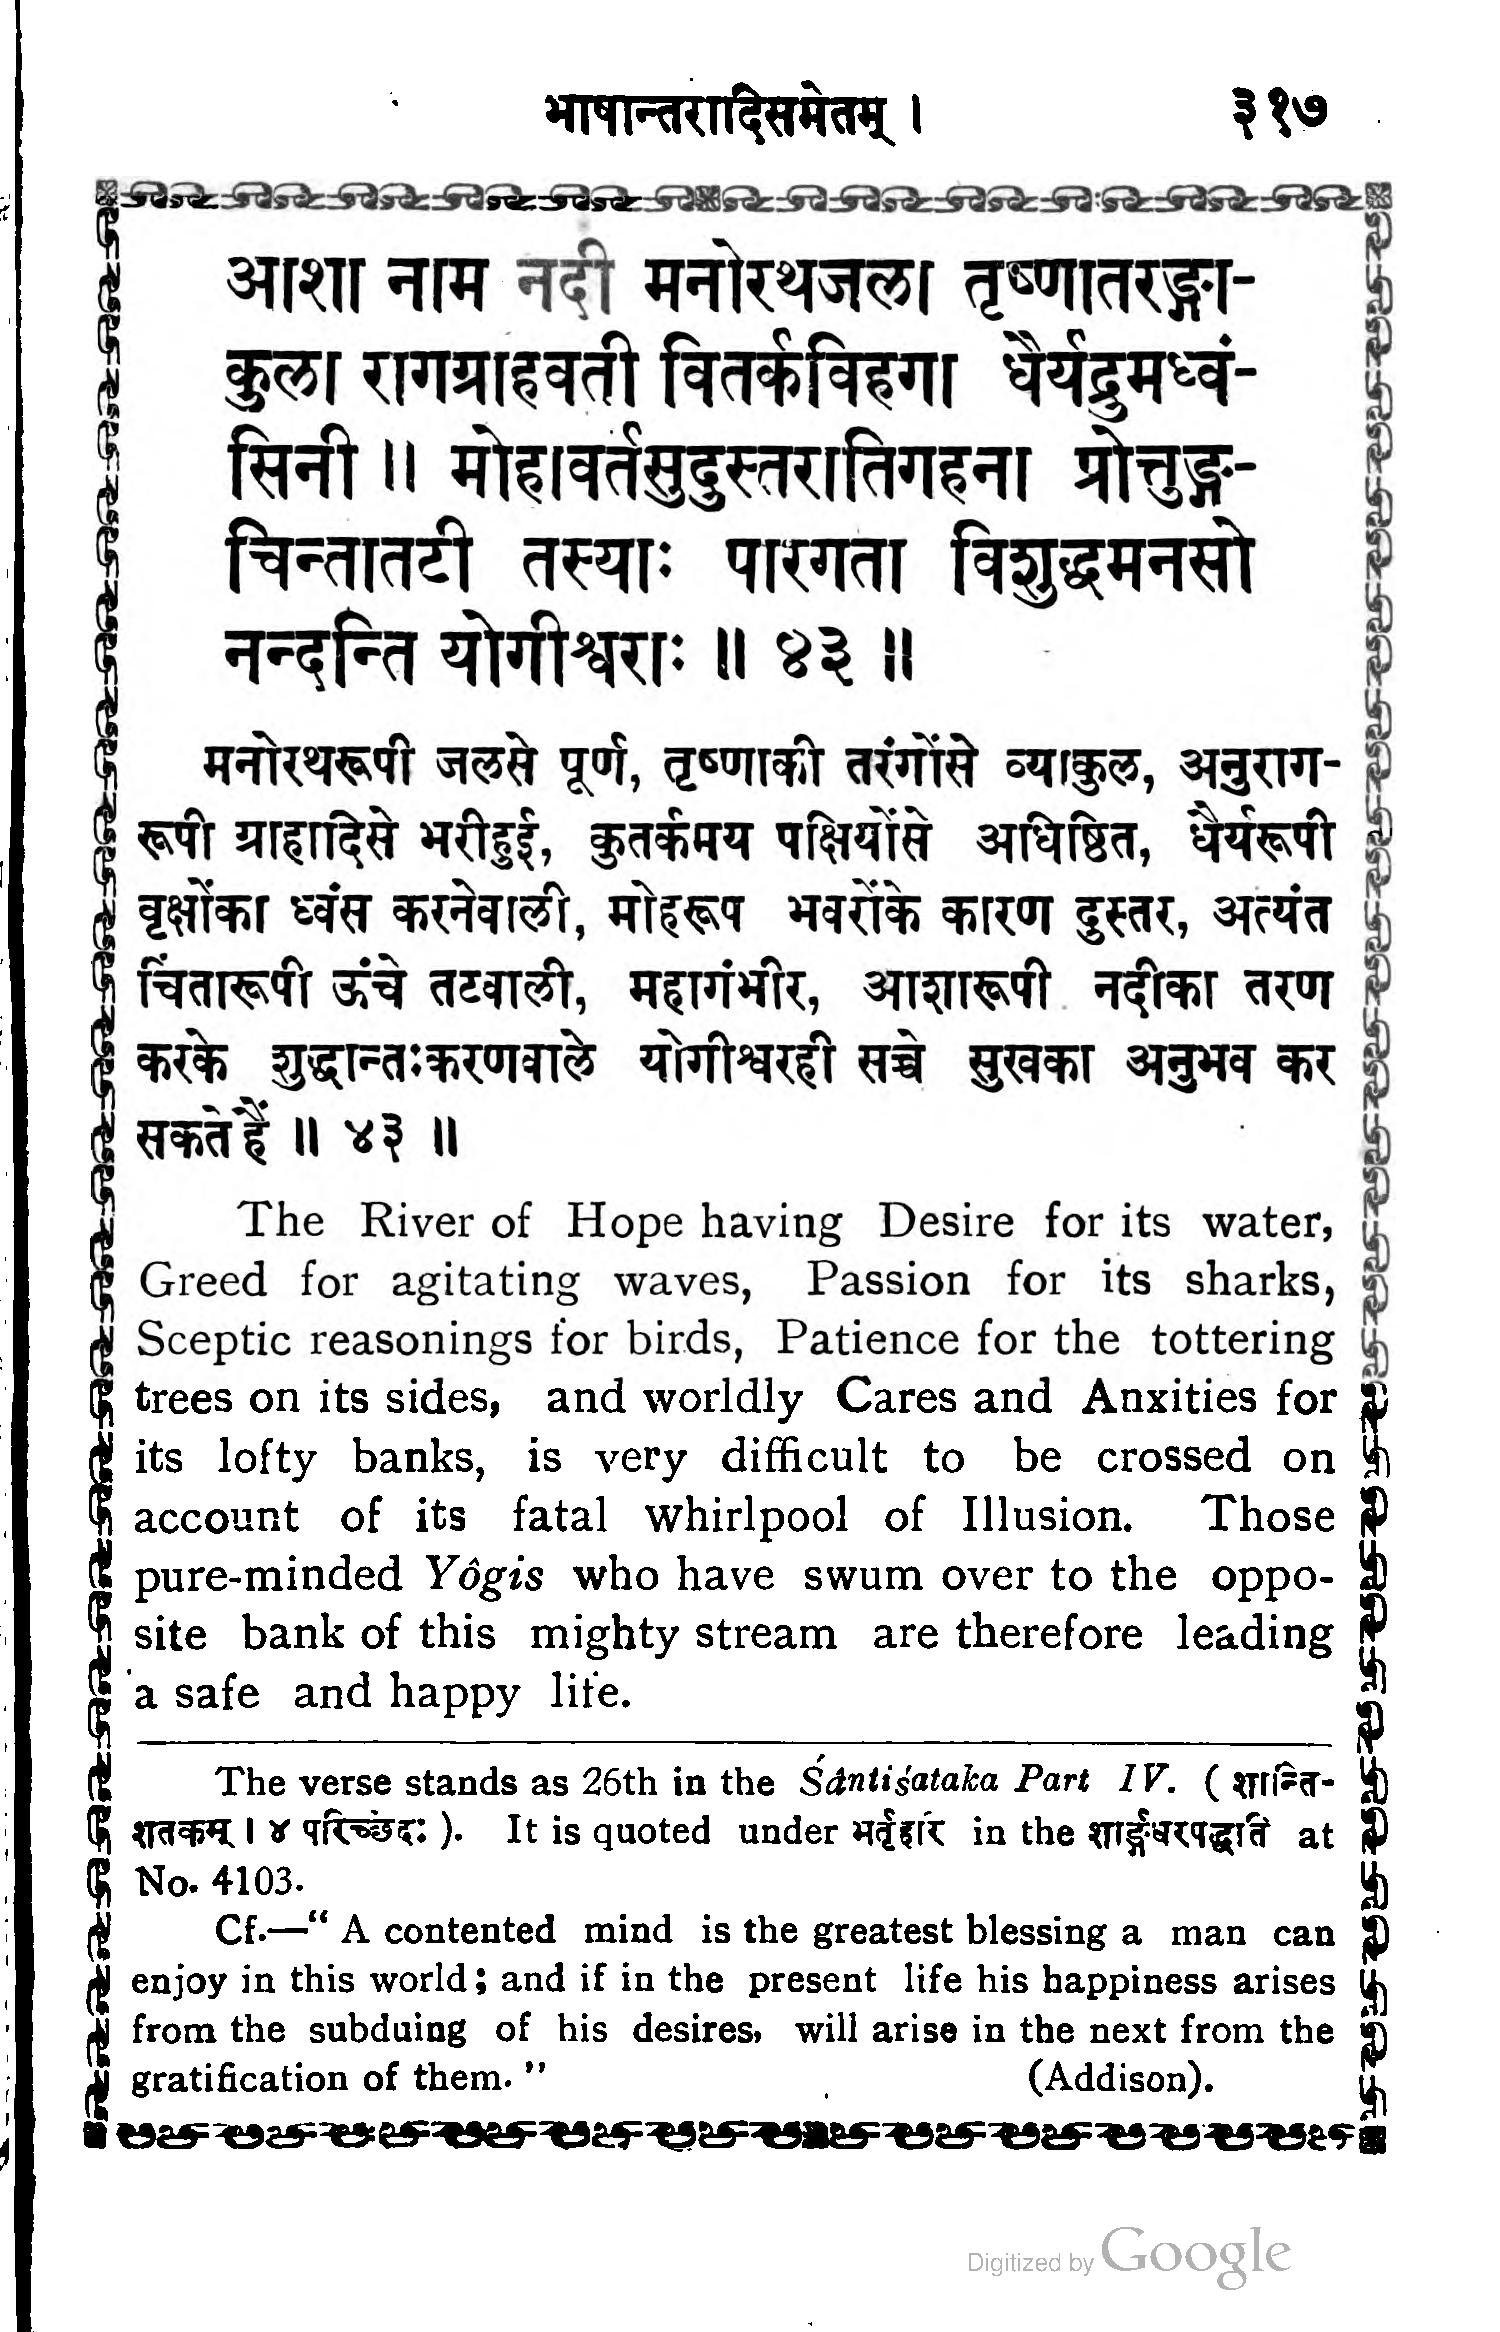 भाषान्तरादिसमेतम् । ३१७
आशा नाम नदी मनोरथजला तृष्णातरङ्गा-
कुला रागग्राहवती वितर्कविहगा धैर्यद्रुमध्वं-
सिनी ॥ मोहावर्तसुदुस्तरातिगहना प्रोत्तुङ्ग-
चिन्तातटी तस्याः पारगता विशुद्धमनसो
नन्दन्ति योगीश्वराः ॥ ४३ ॥
मनोरथरूपी जलसे पूर्ण, तृष्णाकी तरंगोंसे व्याकुल, अनुराग-
रूपी ग्राहादिसे भरीहुई, कुतर्कमय पक्षियोंसे अधिष्ठित, धैर्यरूपी
वृक्षोंका ध्वंस करनेवाली, मोहरूप भवरोंके कारण दुस्तर, अत्यंत
चिंतारूपी ऊंचे तटवाली, महागंभीर, आशारूपी नदीका तरण
करके शुद्धान्तःकरणवाले योगीश्वरही सच्चे सुखका अनुभव कर
सकतेहैं ॥ ४३ ॥
The River of Hope having Desire for its water,
Greed for agitating waves, Passion for its sharks,
Sceptic reasonings for birds, Patience for the tottering
trees on its sides, and worldly Cares and Anxities for
its lofty banks, is very difficult to be crossed on
account of its fatal whirlpool of Illusion. Those
pure-minded Yôgis who have swum over to the oppo-
site bank of this mighty stream are therefore leading
a safe and happy life.
The verse stands as 26th in the Śántiśataka Part IV. ( शान्ति-
शतकम् । ४ परिच्छेदः ). It is quoted under भर्तृहरि in the शार्ङ्गधरपद्धति at
No. 4103.
Cf.—“ A contented mind is the greatest blessing a man can
enjoy in this world; and if in the present life his happiness arises
from the subduing of his desires, will arise in the next from the
gratification of them. ” (Addison).
Digitized by Google